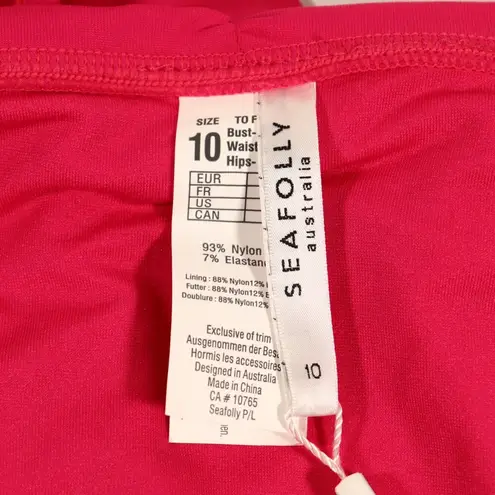 SIZE TO F
10 Bust-
Waist
Hips-
EUR
FR
US
CAN
93% Nylon
7% Elastan
Lining : 88% Nylon12%
Futter : 88% Nylon12%
Doublure : 88% Nylon12%
Exclusive of trim
Ausgenommen der Bes
Hormis les accessoires
Designed in Australia
Made in China
CA # 10765
Seafolly P/L
SEAFOLLY
australia
10